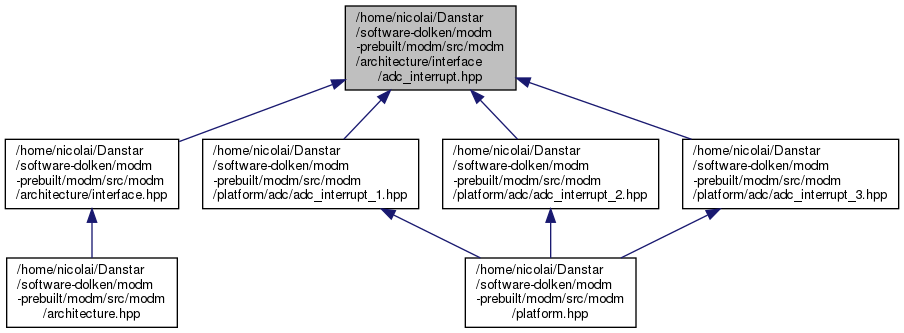 /home/nicolai/Danstar
/software-dolken/modm
-prebuilt/modm/src/modm
/architecture/interface
/adc_interrupt.hpp
/home/nicolai/Danstar
/software-dolken/modm
-prebuilt/modm/src/modm
/architecture/interface.hpp
/home/nicolai/Danstar
/software-dolken/modm
-prebuilt/modm/src/modm
/platform/adc/adc_interrupt_1.hpp
/home/nicolai/Danstar
/software-dolken/modm
-prebuilt/modm/src/modm
/platform/adc/adc_interrupt_2.hpp
/home/nicolai/Danstar
/software-dolken/modm
-prebuilt/modm/src/modm
/platform/adc/adc_interrupt_3.hpp
/home/nicolai/Danstar
/software-dolken/modm
-prebuilt/modm/src/modm
/architecture.hpp
/home/nicolai/Danstar
/software-dolken/modm
-prebuilt/modm/src/modm
/platform.hpp